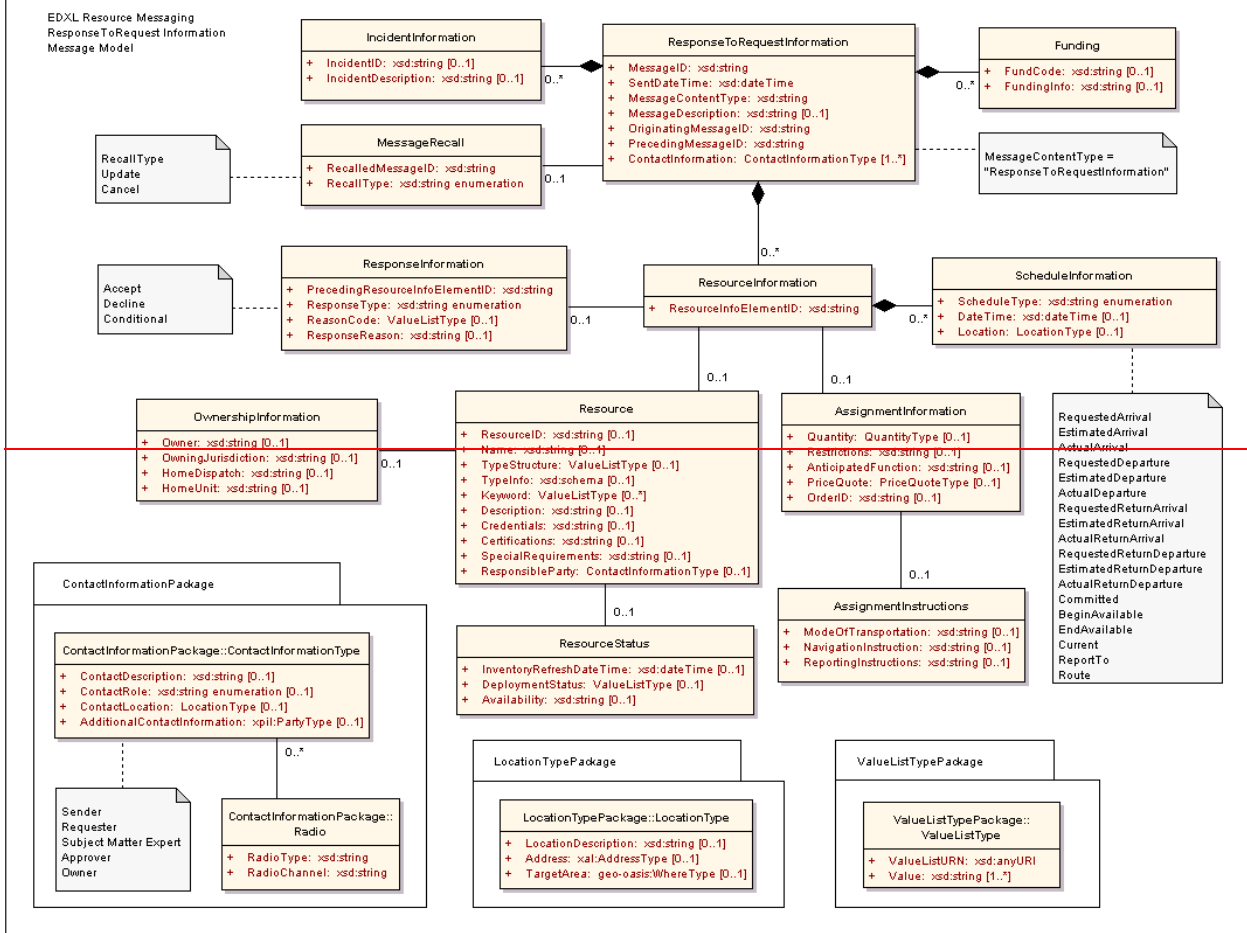 EDXL Resource Messaging
ResponseToRequest Information
Message Model
IncidentInformation
+ IncidentID: xsd:string [0..1]
+ IncidentDescription: xsd:string [0..1]
0..*
ResponseToRequestInformation
+ MessageID: xsd:string
+ SentDateTime: xsd:dateTime
+ MessageContentType: xsd:string
+ MessageDescription: xsd:string [0..1]
+ OriginatingMessageID: xsd:string
+ PrecedingMessageID: xsd:string
+ ContactInformation: ContactInformationType [1..*]
Funding
+ FundCode: xsd:string [0..1]
+ FundingInfo: xsd:string [0..1]
0..*
RecallType
Update
Cancel
MessageRecall
+ RecalledMessageID: xsd:string
+ RecallType: xsd:string enumeration
0..1
MessageContentType =
"ResponseToRequestInformation"
0..*
Accept
Decline
Conditional
ResponseInformation
+ PrecedingResourceInfoElementID: xsd:string
+ ResponseType: xsd:string enumeration
+ ReasonCode: ValueListType [0..1]
+ ResponseReason: xsd:string [0..1]
0..1
ResourceInformation
+ ResourceInfoElementID: xsd:string
0..*
ScheduleInformation
+ ScheduleType: xsd:string enumeration
+ DateTime: xsd:dateTime [0..1]
+ Location: LocationType [0..1]
0..1
0..1
OwnershipInformation
+ Owner: xsd:string [0..1]
+ OwningJurisdiction: xsd:string [0..1]
+ HomeDispatch: xsd:string [0..1]
+ HomeUnit: xsd:string [0..1]
0..1
Resource
+ ResourceID: xsd:string [0..1]
+ Name: xsd:string [0..1]
+ TypeStructure: ValueListType [0..1]
+ TypeInfo: xsd:schema [0..1]
+ Keyword: ValueListType [0..*]
+ Description: xsd:string [0..1]
+ Credentials: xsd:string [0..1]
+ Certifications: xsd:string [0..1]
+ SpecialRequirements: xsd:string [0..1]
+ ResponsibleParty: ContactInformationType [0..1]
AssignmentInformation
+ Quantity: QuantityType [0..1]
+ Restrictions: xsd:string [0..1]
+ AnticipatedFunction: xsd:string [0..1]
+ PriceQuote: PriceQuoteType [0..1]
+ OrderID: xsd:string [0..1]
RequestedArrival
EstimatedArrival
ActualArrival
RequestedDeparture
EstimatedDeparture
ActualDeparture
RequestedReturnArrival
EstimatedReturnArrival
ActualReturnArrival
RequestedReturnDeparture
EstimatedReturnDeparture
ActualReturnDeparture
Committed
BeginAvailable
EndAvailable
Current
ReportTo
Route
0..1
0..1
ResourceStatus
+ InventoryRefreshDateTime: xsd:dateTime [0..1]
+ DeploymentStatus: ValueListType [0..1]
+ Availability: xsd:string [0..1]
AssignmentInstructions
+ ModeOfTransportation: xsd:string [0..1]
+ NavigationInstruction: xsd:string [0..1]
+ ReportingInstructions: xsd:string [0..1]
ContactInformationPackage
ContactInformationPackage::ContactInformationType
+ ContactDescription: xsd:string [0..1]
+ ContactRole: xsd:string enumeration [0..1]
+ ContactLocation: LocationType [0..1]
+ AdditionalContactInformation: xpil:PartyType [0..1]
0..*
Sender
Requester
Subject Matter Expert
Approver
Owner
ContactInformationPackage::
Radio
+ RadioType: xsd:string
+ RadioChannel: xsd:string
LocationTypePackage
LocationTypePackage::LocationType
+ LocationDescription: xsd:string [0..1]
+ Address: xal:AddressType [0..1]
+ TargetArea: geo-oasis:WhereType [0..1]
ValueListTypePackage
ValueListTypePackage::
ValueListType
+ ValueListURN: xsd:anyURI
+ Value: xsd:string [1..*]